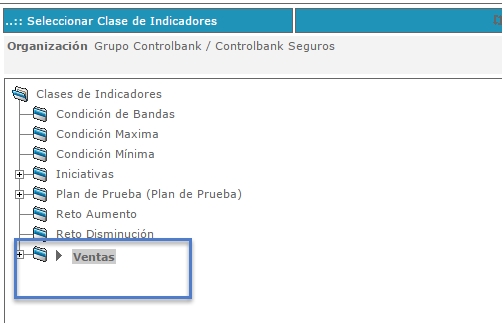 ..:: Seleccionar Clase de Indicadores
Organización Grupo Controlbank / Controlbank Seguros
Clases de Indicadores
Condición de Bandas
Condición Maxima
Condición Mínima
Iniciativas
Plan de Prueba (Plan de Prueba)
Reto Aumento
Reto Disminución
Ventas